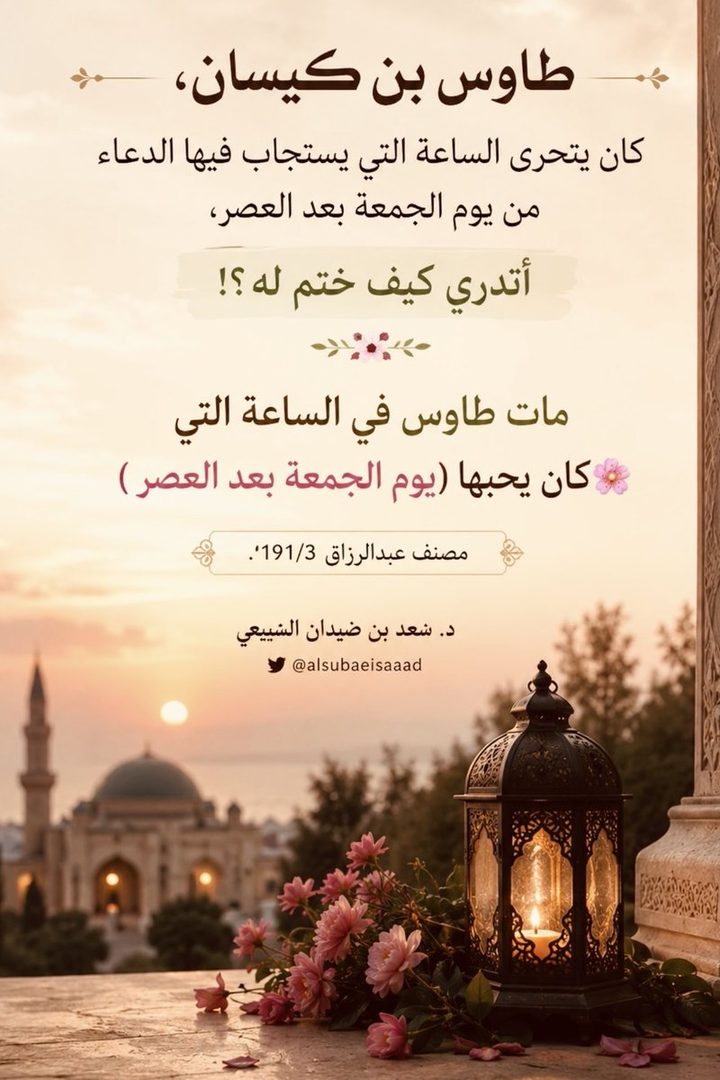 طاوس بن كيسان،
كان يتحرى الساعة التي يستجاب فيها الدعاء
من يوم الجمعة بعد العصر،
أتدري كيف ختم له ؟!
مات طاوس في الساعة التي
كان يحبها (يوم الجمعة بعد العصر )
مصنف عبدالرزاق 191/3'.
د. سعد بن ضيدان السبيعي
@alsubaeisaaad